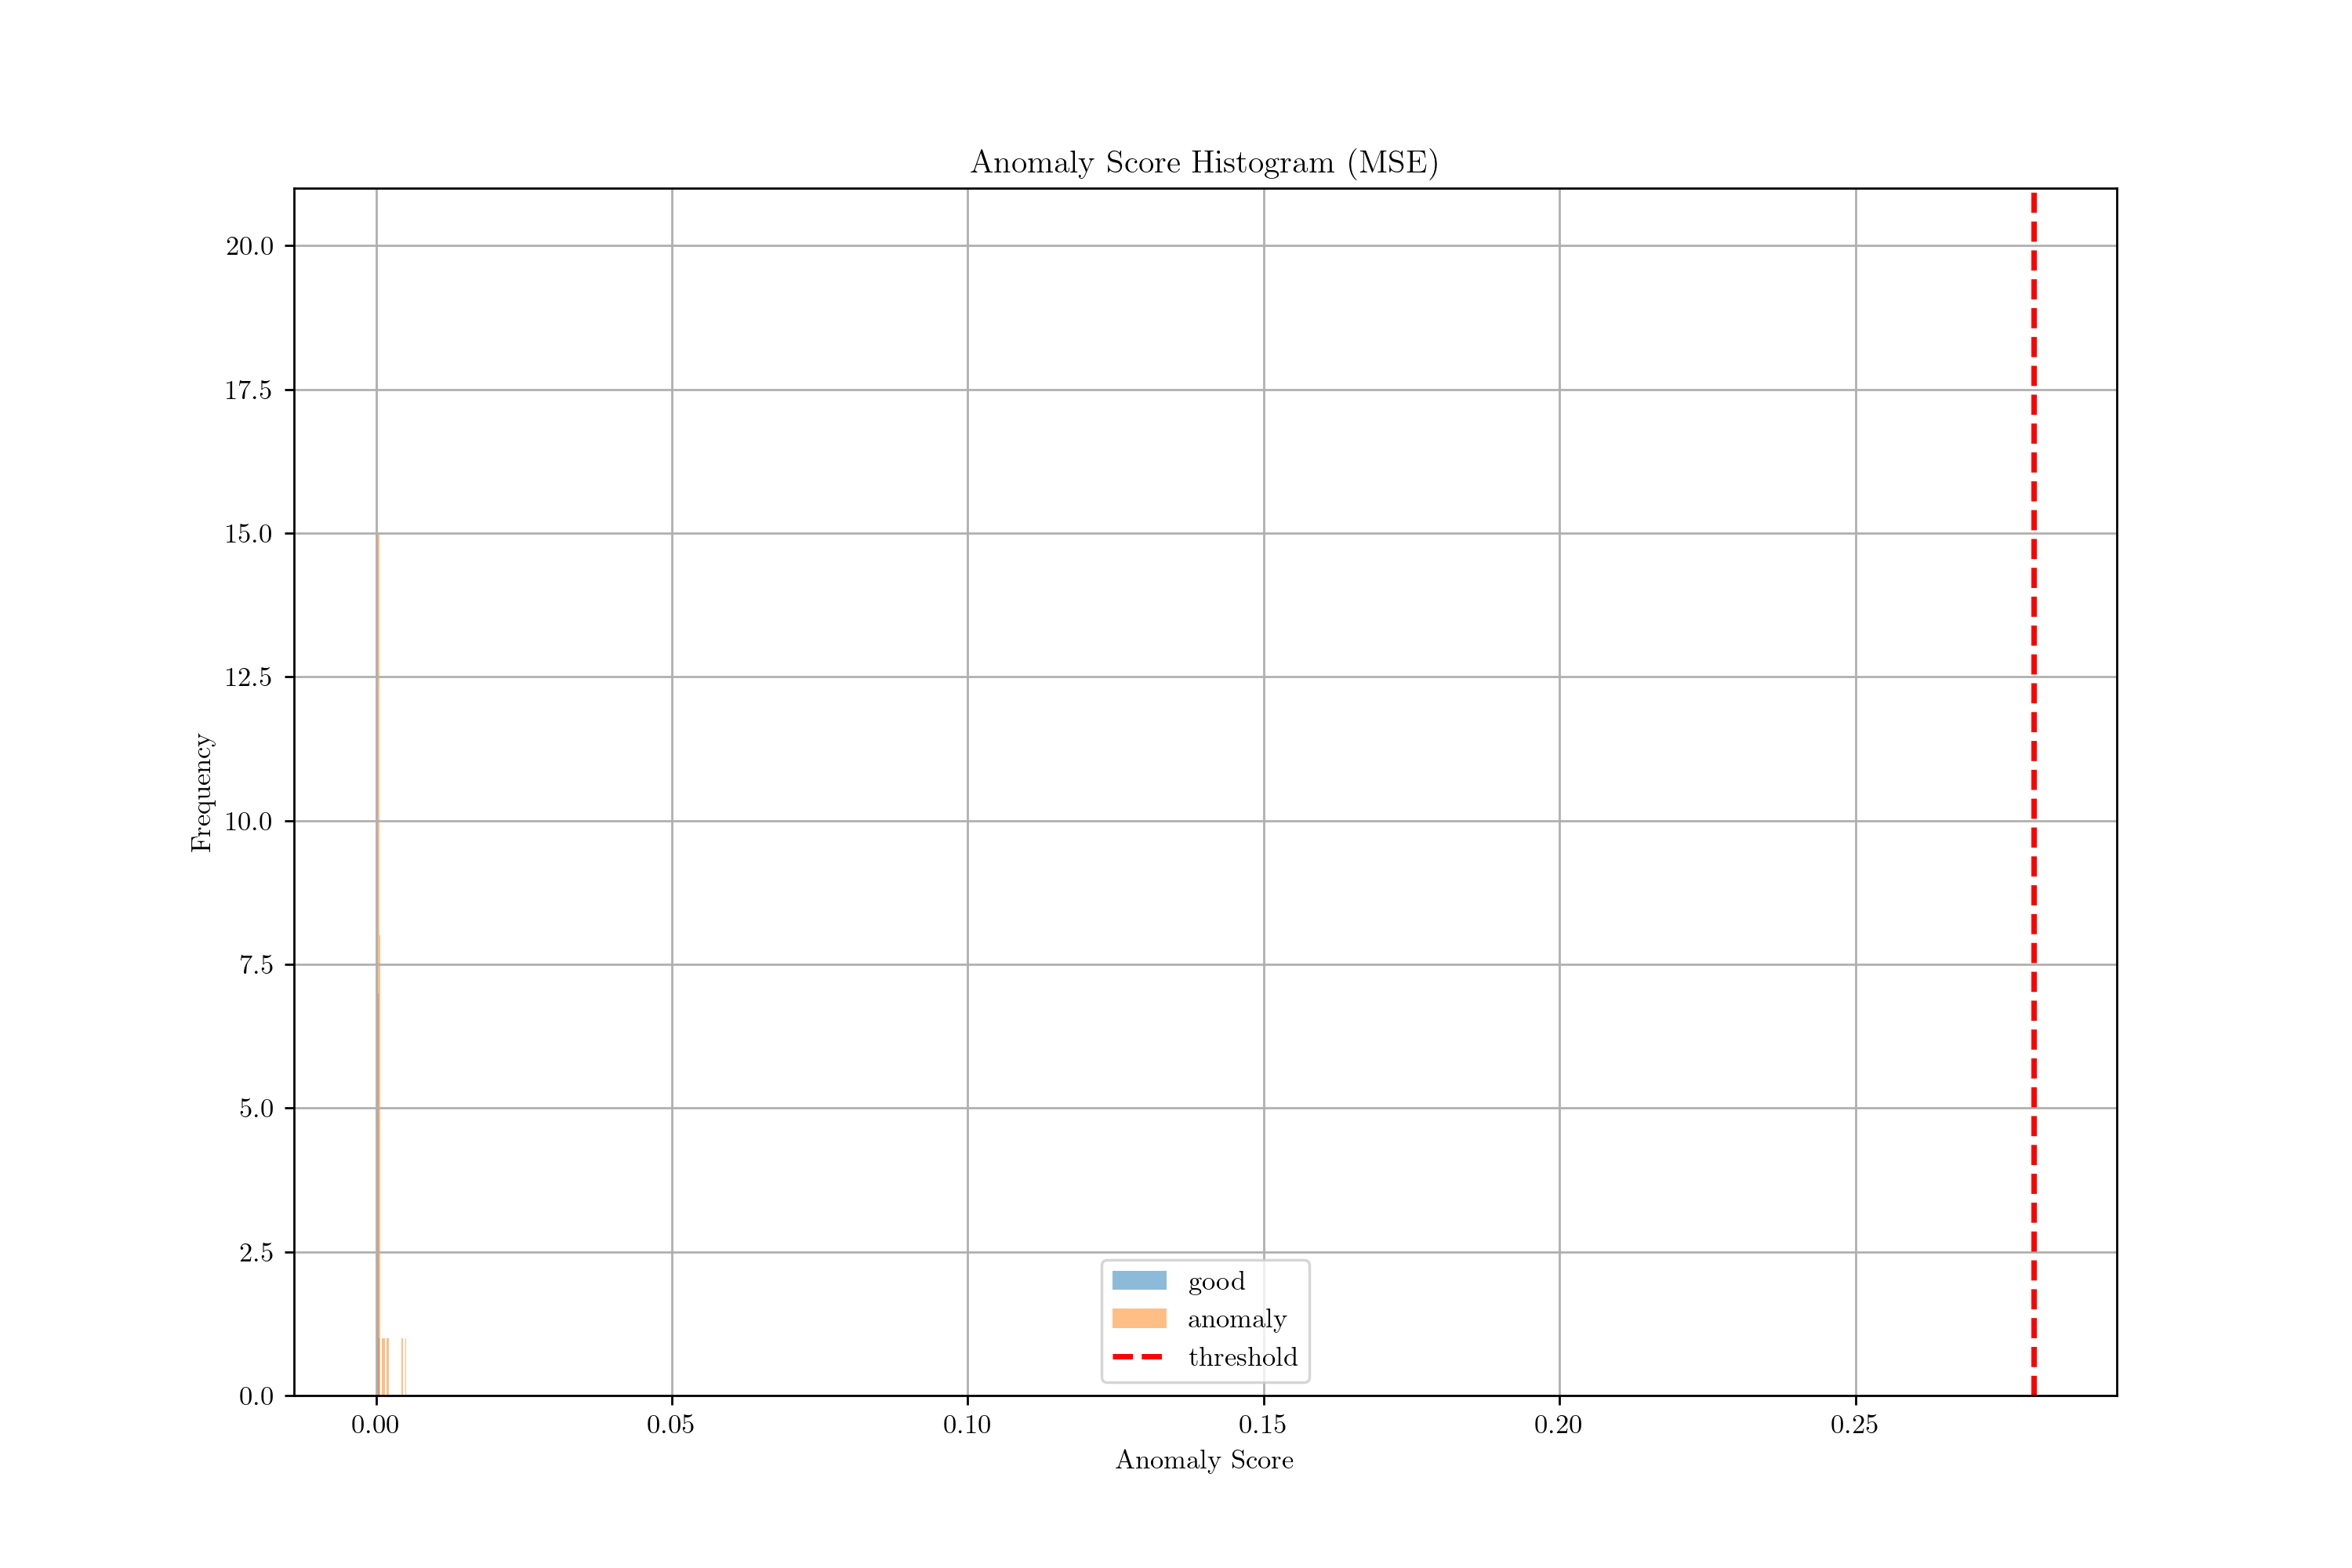 Anomaly Score Histogram (MSE)
20.0
17.5
15.0
12.5
10.0
7.5
5.0
2.5
0.0
Frequency
good
anomaly
threshold
0.00 0.05 0.10 0.15 0.20 0.25
Anomaly Score